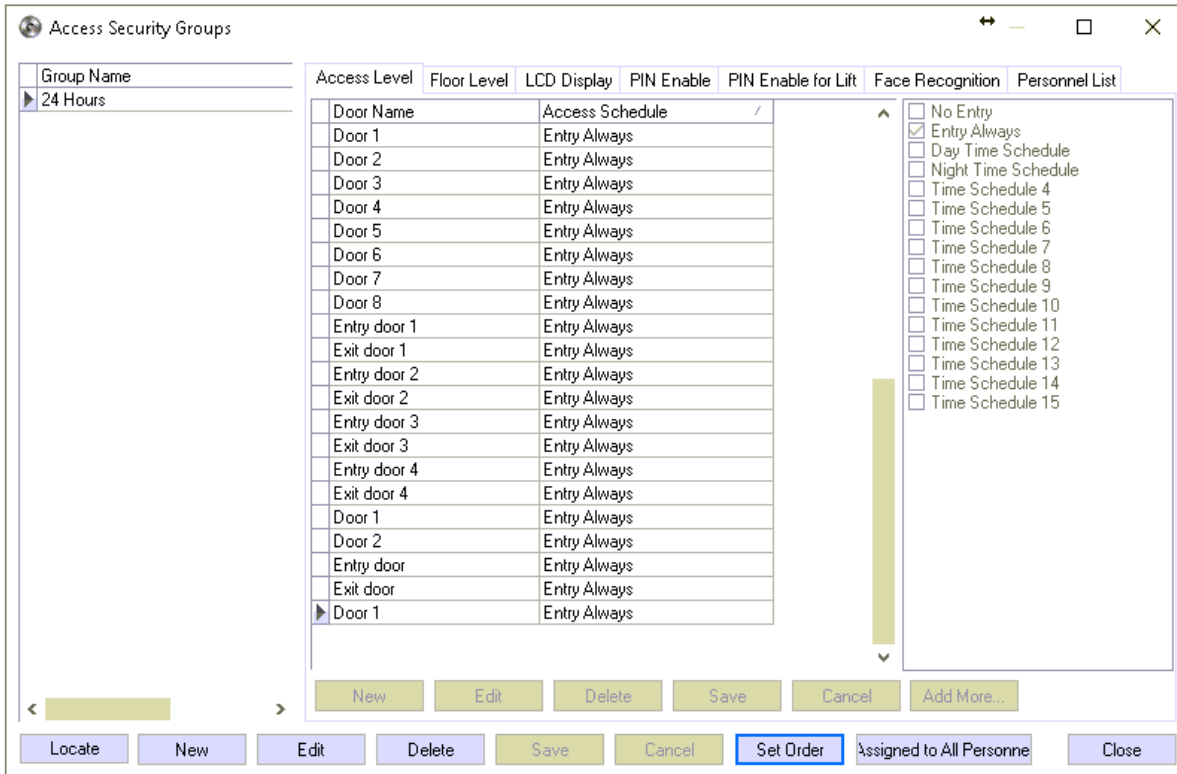 Access Security Groups
Group Name
24 Hours
Access Level Floor Level LCD Display PIN Enable PIN Enable for Lift Face Recognition Personnel List
Door Name Access Schedule
Door 1 Entry Always
Door 2 Entry Always
Door 3 Entry Always
Door 4 Entry Always
Door 5 Entry Always
Door 6 Entry Always
Door 7 Entry Always
Door 8 Entry Always
Entry door 1 Entry Always
Exit door 1 Entry Always
Entry door 2 Entry Always
Exit door 2 Entry Always
Entry door 3 Entry Always
Exit door 3 Entry Always
Entry door 4 Entry Always
Exit door 4 Entry Always
Door 1 Entry Always
Door 2 Entry Always
Entry door Entry Always
Exit door Entry Always
Door 1 Entry Always
No Entry
Entry Always
Day Time Schedule
Night Time Schedule
Time Schedule 4
Time Schedule 5
Time Schedule 6
Time Schedule 7
Time Schedule 8
Time Schedule 9
Time Schedule 10
Time Schedule 11
Time Schedule 12
Time Schedule 13
Time Schedule 14
Time Schedule 15
New Edit Delete Save Cancel Add More...
Locate New Edit Delete Save Cancel Set Order Assigned to All Personne Close